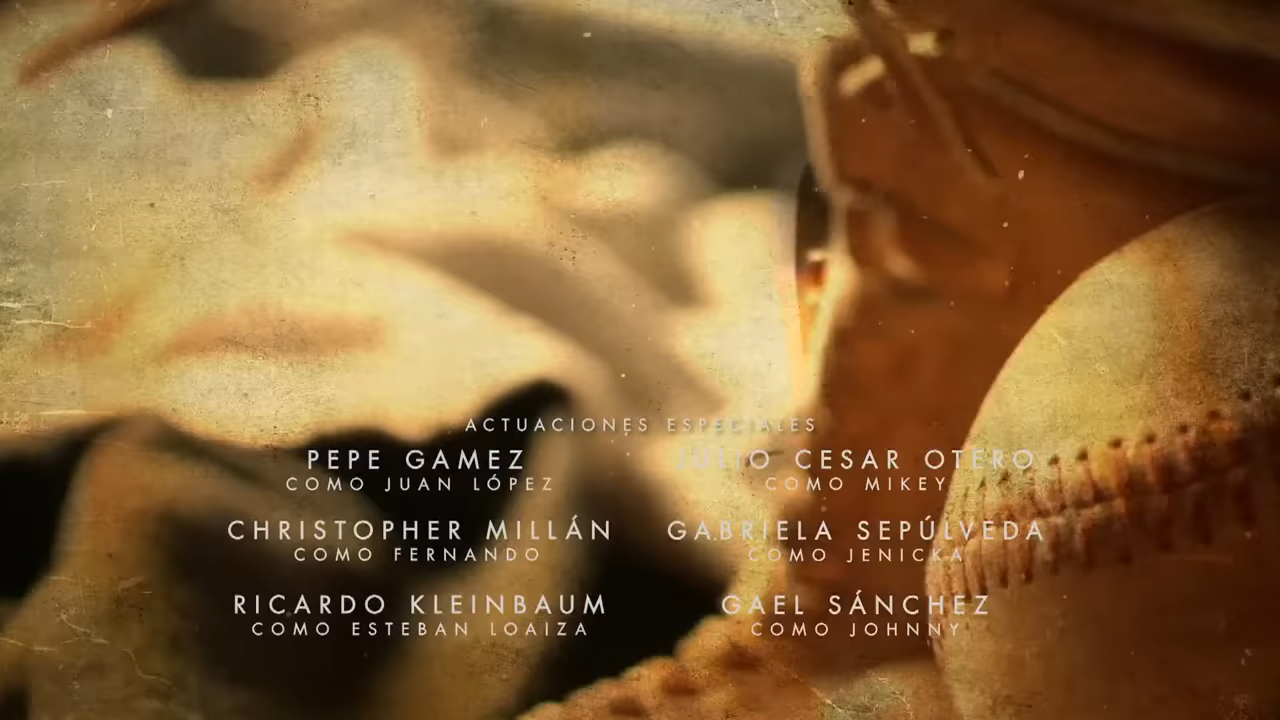 ACTUACIONES ESPECIALES
PEPE GAMEZ
COMO JUAN LÓPEZ
JULIO CESAR OTERO
COMO MIKEY
CHRISTOPHER MILLÁN
COMO FERNANDO
GABRIELA SEPÚLVEDA
COMO JENICKA
RICARDO KLEINBAUM
COMO ESTEBAN LOAIZA
GAEL SÁNCHEZ
COMO JOHNNY